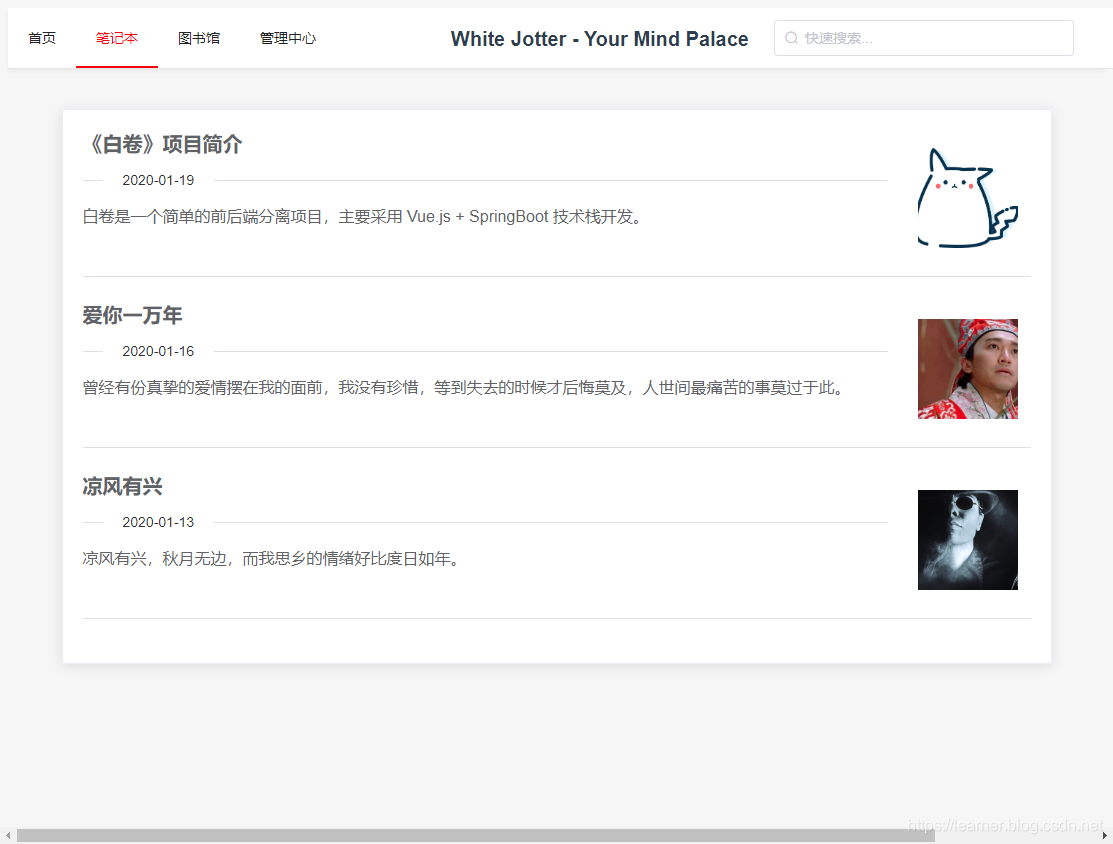 首页 笔记本 图书馆 管理中心 White Jotter - Your Mind Palace 快速搜索...
《白卷》项目简介
2020-01-19
白卷是一个简单的前后端分离项目，主要采用 Vue.js + SpringBoot 技术栈开发。
爱你一万年
2020-01-16
曾经有份真挚的爱情摆在我的面前，我没有珍惜，等到失去的时候才后悔莫及，人世间最痛苦的事莫过于此。
凉风有兴
2020-01-13
凉风有兴，秋月无边，而我思乡的情绪好比度日如年。
https://learner.blog.csdn.net